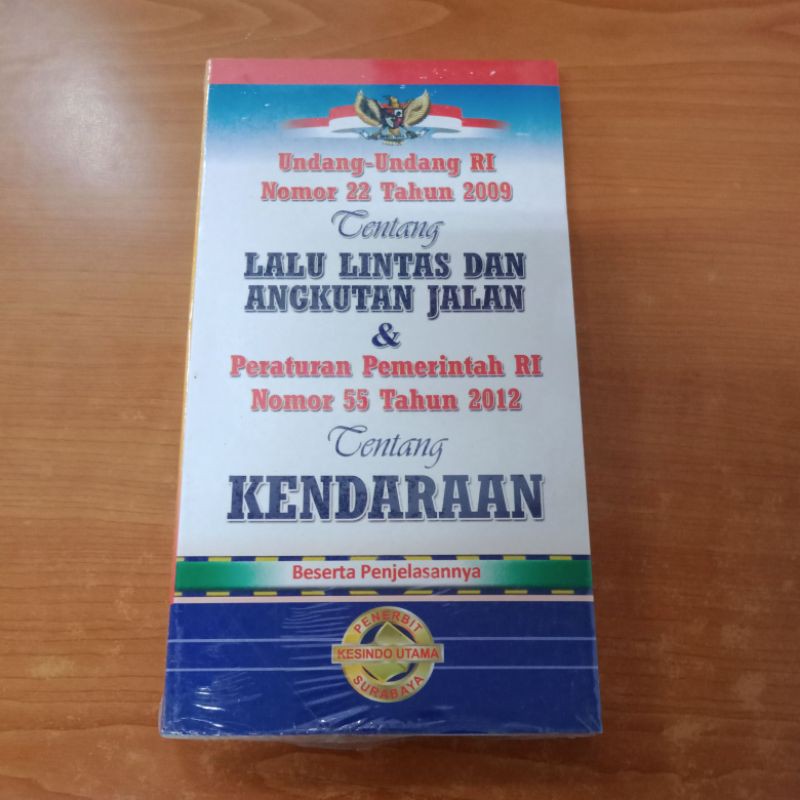 Undang-Undang RI
Nomor 22 Tahun 2009
Tentang
LALU LINTAS DAN
ANGKUTAN JALAN
&
Peraturan Pemerintah RI
Nomor 55 Tahun 2012
Tentang
KENDARAAN
Beserta Penjelasannya
PENERBIT
KESINDO UTAMA
SURABAYA